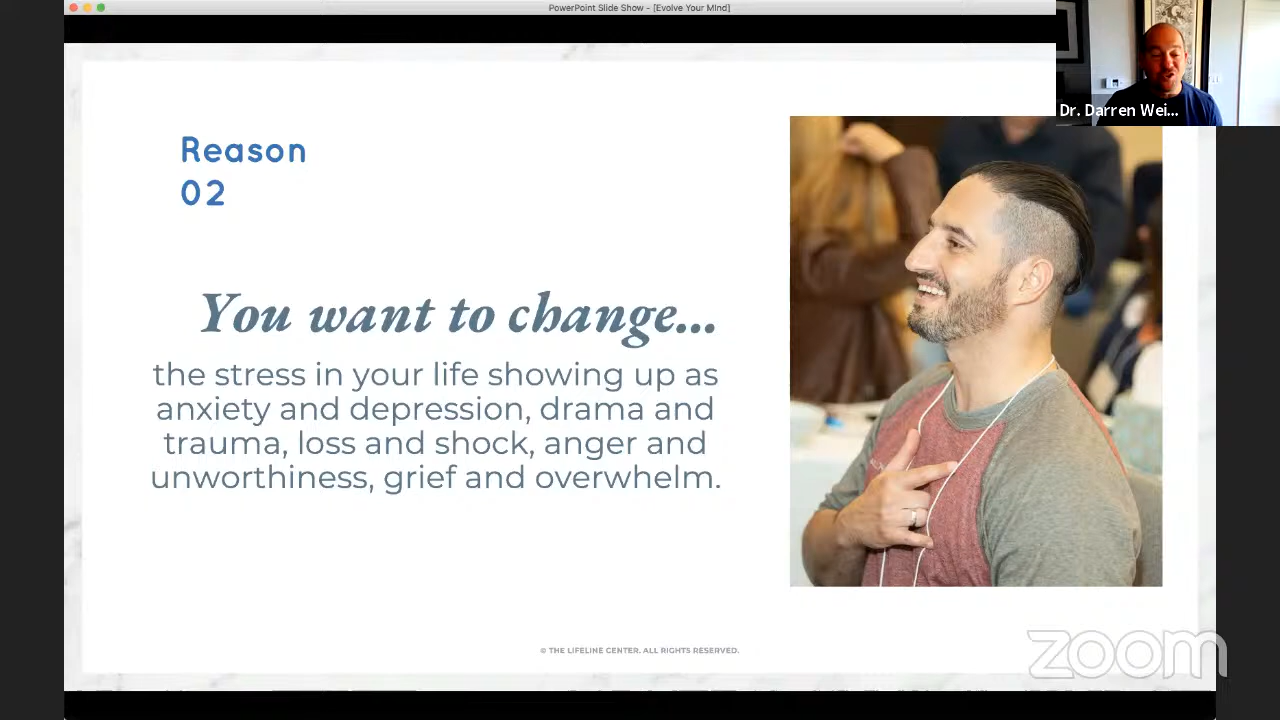 PowerPoint Slide Show - [Evolve Your MInd]
Dr. Darren Wei...
Reason
02
You want to change...
the stress in your life showing up as
anxiety and depression, drama and
trauma, loss and shock, anger and
unworthiness, grief and overwhelm.
© THE LIFELINE CENTER. ALL RIGHTS RESERVED.
zoom